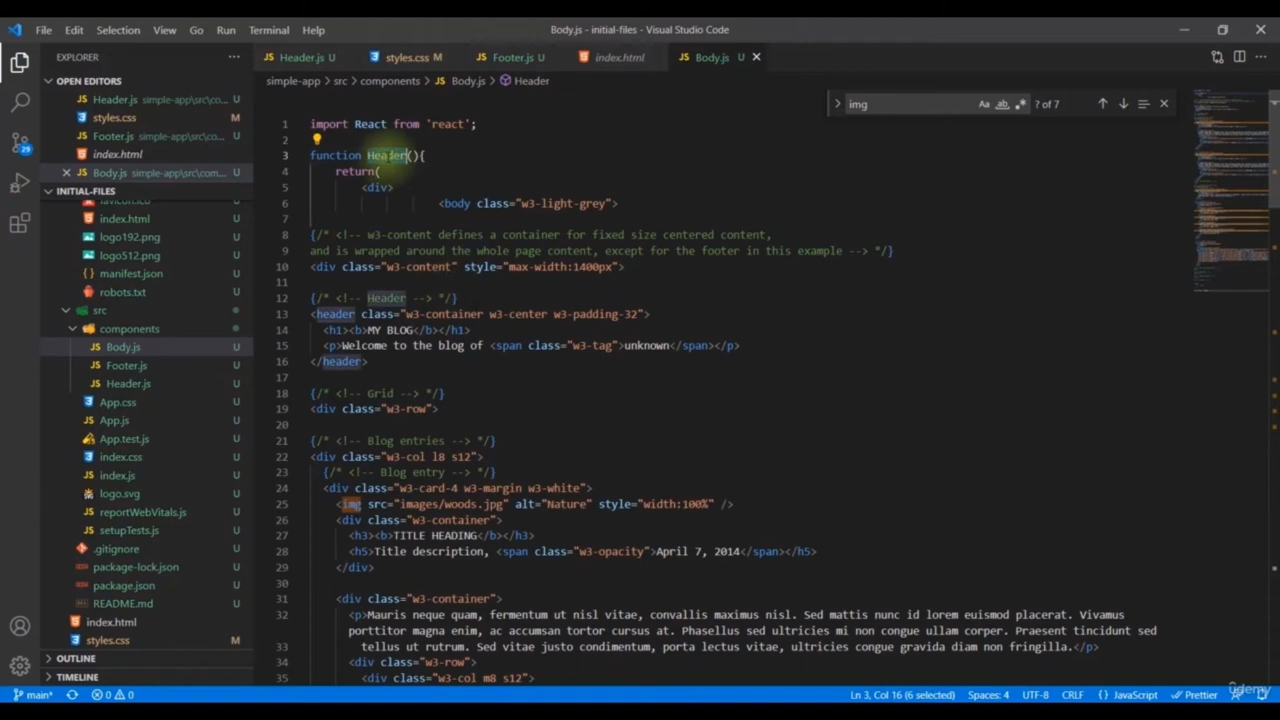 File Edit Selection View Go Run Terminal Help
Body.js - initial-files - Visual Studio Code
EXPLORER
OPEN EDITORS
Header.js simple-app\src\co... U
styles.css M
Footer.js simple-app\src\com... U
index.html
Body.js simple-app\src\com... U
INITIAL-FILES
favicon.ico
index.html U
logo192.png U
logo512.png U
manifest.json U
robots.txt U
src
components
Body.js U
Footer.js U
Header.js U
App.css U
App.js U
App.test.js U
index.css U
index.js U
logo.svg U
reportWebVitals.js U
setupTests.js U
.gitignore U
package-lock.json U
package.json U
README.md U
index.html
styles.css M
OUTLINE
TIMELINE
29
Header.js U styles.css M Footer.js U index.html Body.js U
simple-app > src > components > Body.js > Header
img Aa ab ? of 7
1 import React from 'react';
2
3 function Header(){
4 return(
5 <div>
6 <body class="w3-light-grey">
7
8 {/* <!-- w3-content defines a container for fixed size centered content,
9 and is wrapped around the whole page content, except for the footer in this example --> */}
10 <div class="w3-content" style="max-width:1400px">
11
12 {/* <!-- Header --> */}
13 <header class="w3-container w3-center w3-padding-32">
14 <h1><b>MY BLOG</b></h1>
15 <p>Welcome to the blog of <span class="w3-tag">unknown</span></p>
16 </header>
17
18 {/* <!-- Grid --> */}
19 <div class="w3-row">
20
21 {/* <!-- Blog entries --> */}
22 <div class="w3-col l8 s12">
23 {/* <!-- Blog entry --> */}
24 <div class="w3-card-4 w3-margin w3-white">
25 <img src="images/woods.jpg" alt="Nature" style="width:100%" />
26 <div class="w3-container">
27 <h3><b>TITLE HEADING</b></h3>
28 <h5>Title description, <span class="w3-opacity">April 7, 2014</span></h5>
29 </div>
30
31 <div class="w3-container">
32 <p>Mauris neque quam, fermentum ut nisl vitae, convallis maximus nisl. Sed mattis nunc id lorem euismod placerat. Vivamus
porttitor magna enim, ac accumsan tortor cursus at. Phasellus sed ultricies mi non congue ullam corper. Praesent tincidunt sed
33 tellus ut rutrum. Sed vitae justo condimentum, porta lectus vitae, ultricies congue gravida diam non fringilla.</p>
34 <div class="w3-row">
35 <div class="w3-col m8 s12">
main* 0 0
Ln 3, Col 16 (6 selected) Spaces: 4 UTF-8 CRLF {} JavaScript Prettier
udemy